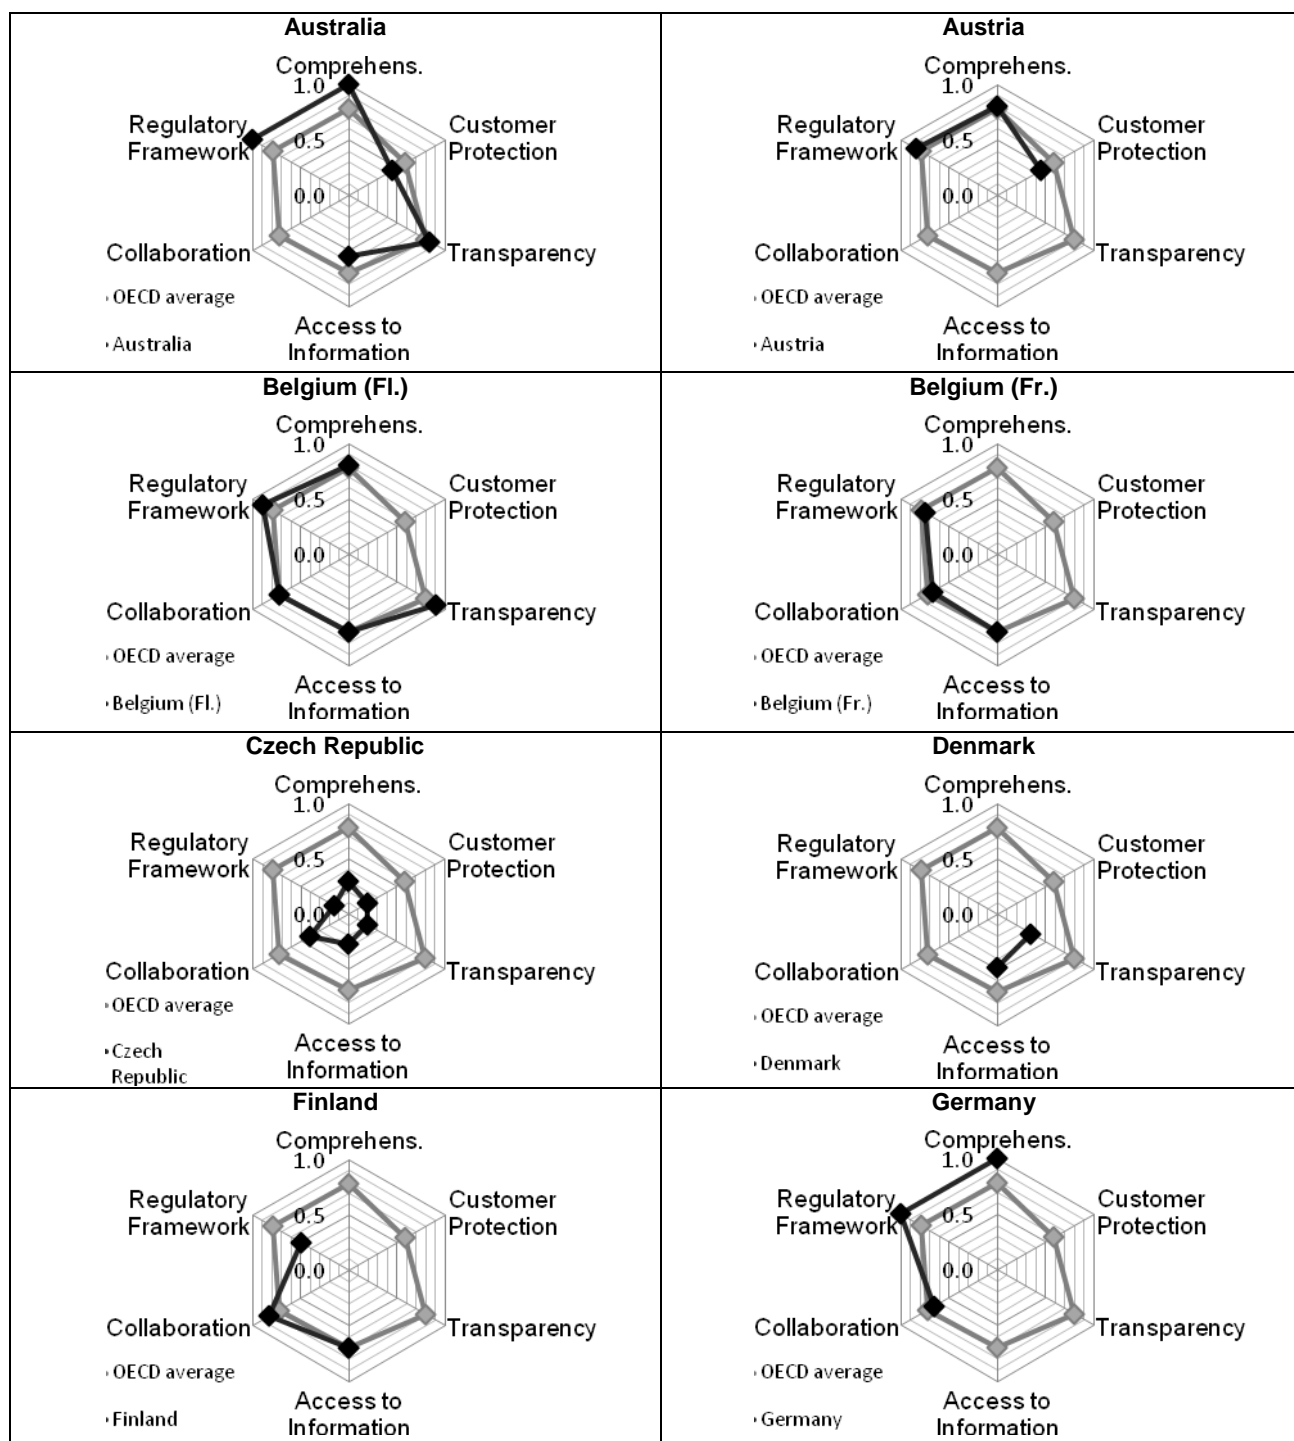 Australia
Comprehens.
1.0
Regulatory
Framework
0.5
Customer
Protection
0.0
Collaboration
Transparency
OECD average
Access to
Information
Australia
Austria
Comprehens.
1.0
Regulatory
Framework
0.5
Customer
Protection
0.0
Collaboration
Transparency
OECD average
Access to
Information
Austria
Belgium (Fl.)
Comprehens.
1.0
Regulatory
Framework
0.5
Customer
Protection
0.0
Collaboration
Transparency
OECD average
Access to
Information
Belgium (Fl.)
Belgium (Fr.)
Comprehens.
1.0
Regulatory
Framework
0.5
Customer
Protection
0.0
Collaboration
Transparency
OECD average
Access to
Information
Belgium (Fr.)
Czech Republic
Comprehens.
1.0
Regulatory
Framework
0.5
Customer
Protection
0.0
Collaboration
Transparency
OECD average
Access to
Information
Czech
Republic
Denmark
Comprehens.
1.0
Regulatory
Framework
0.5
Customer
Protection
0.0
Collaboration
Transparency
OECD average
Access to
Information
Denmark
Finland
Comprehens.
1.0
Regulatory
Framework
0.5
Customer
Protection
0.0
Collaboration
Transparency
OECD average
Access to
Information
Finland
Germany
Comprehens.
1.0
Regulatory
Framework
0.5
Customer
Protection
0.0
Collaboration
Transparency
OECD average
Access to
Information
Germany